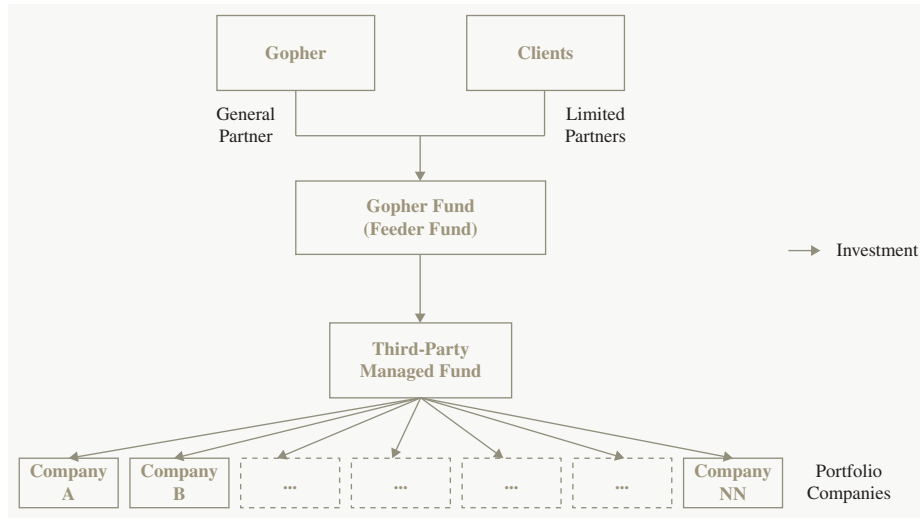 Gopher
Clients
General
Partner
Limited
Partners
Gopher Fund
(Feeder Fund)
Investment
Third-Party
Managed Fund
Company
A
Company
B
...
...
...
...
Company
NN
Portfolio
Companies